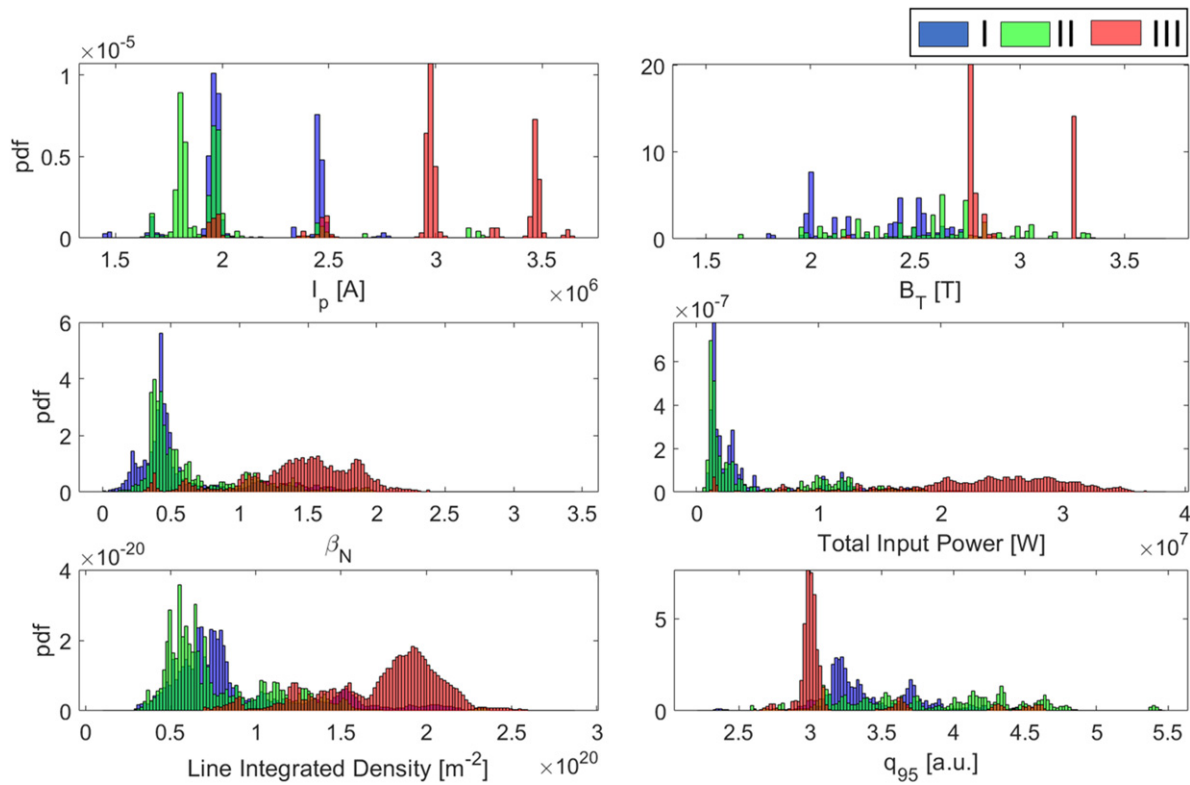 I II III
×10⁻⁵
1
0.5
0
pdf
1.5 2 2.5 3 3.5
I_p [A]
×10⁶
20
10
0
1.5 2 2.5 3 3.5
B_T [T]
6
4
2
0
pdf
0 0.5 1 1.5 2 2.5 3 3.5
β_N
×10⁻⁷
6
4
2
0
0 1 2 3 4
Total Input Power [W]
×10⁷
×10⁻²⁰
4
2
0
pdf
0 0.5 1 1.5 2 2.5 3
Line Integrated Density [m⁻²]
×10²⁰
5
0
2.5 3 3.5 4 4.5 5 5.5
q₉₅ [a.u.]